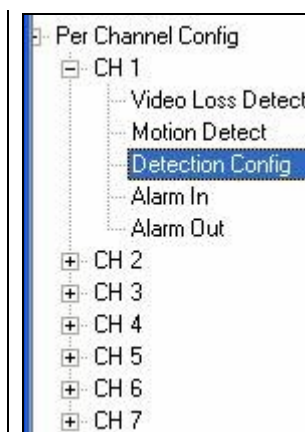 Per Channel Config
CH 1
Video Loss Detect
Motion Detect
Detection Config
Alarm In
Alarm Out
CH 2
CH 3
CH 4
CH 5
CH 6
CH 7